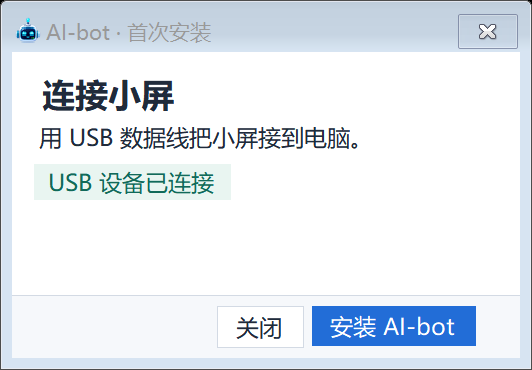 AI-bot · 首次安装
连接小屏
用 USB 数据线把小屏接到电脑。
USB 设备已连接
关闭
安装 AI-bot